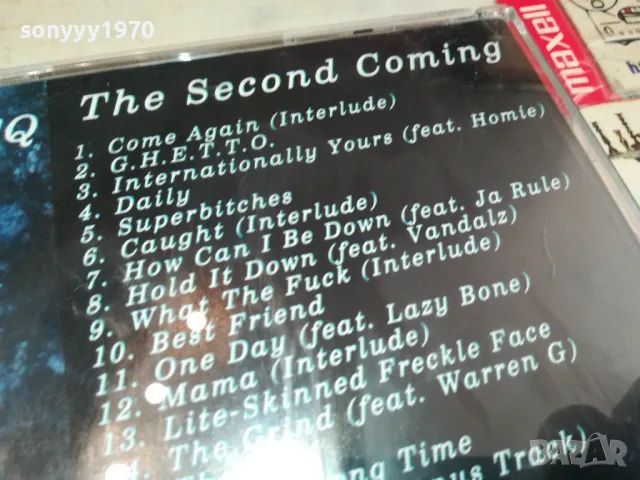 sonyyy1970
maxell
Q
The Second Coming
1. Come Again (Interlude)
2. G.H.E.T.T.O.
3. Internationally Yours (feat. Homie)
4. Daily
5. Superbitches
6. Caught (Interlude)
7. How Can I Be Down (feat. Ja Rule)
8. Hold It Down (feat. Vandalz)
9. What The Fuck (Interlude)
10. Best Friend
11. One Day (feat. Lazy Bone)
12. Mama (Interlude)
13. Lite-Skinned Freckle Face
The Grind (feat. Warren G)
Time
Track)
BAZAR